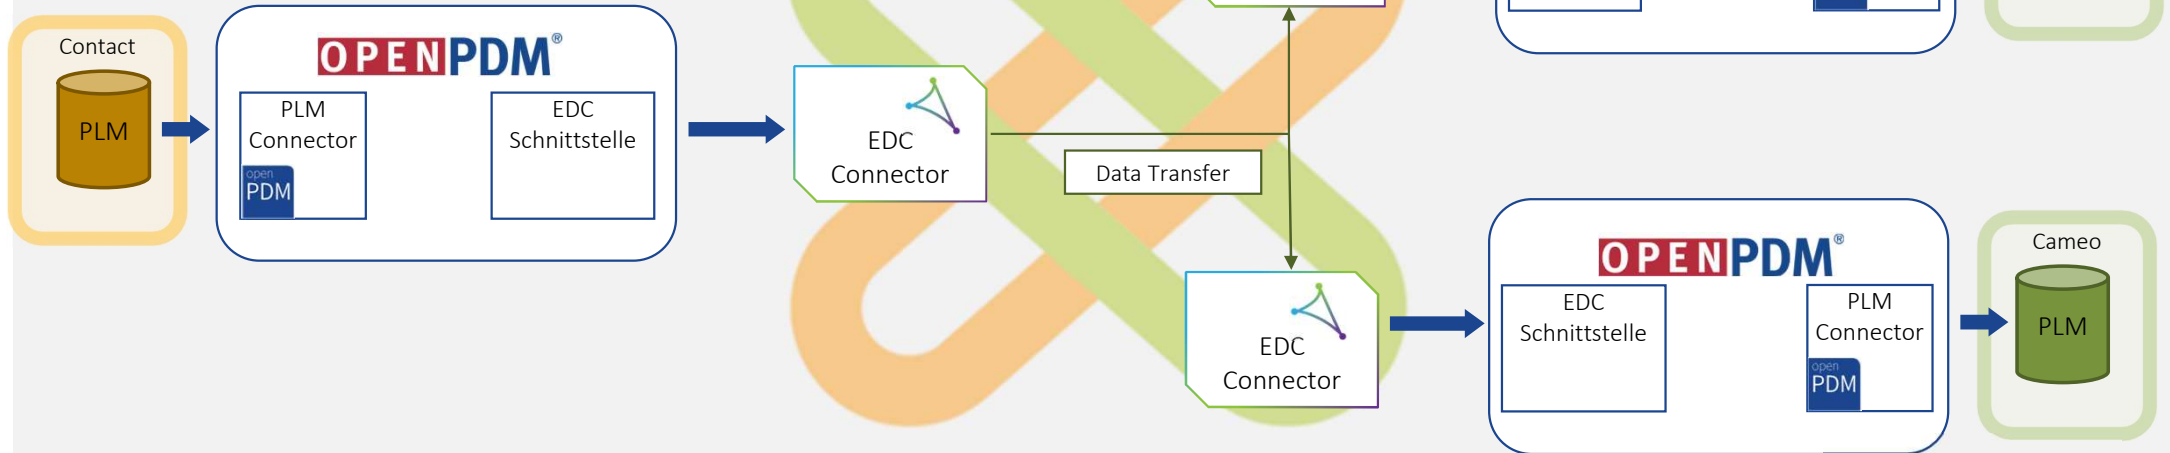 Contact
PLM
OPENPDM®
PLM
Connector
open
PDM
EDC
Schnittstelle
EDC
Connector
Data Transfer
EDC
Connector
OPENPDM®
EDC
Schnittstelle
PLM
Connector
open
PDM
Cameo
PLM